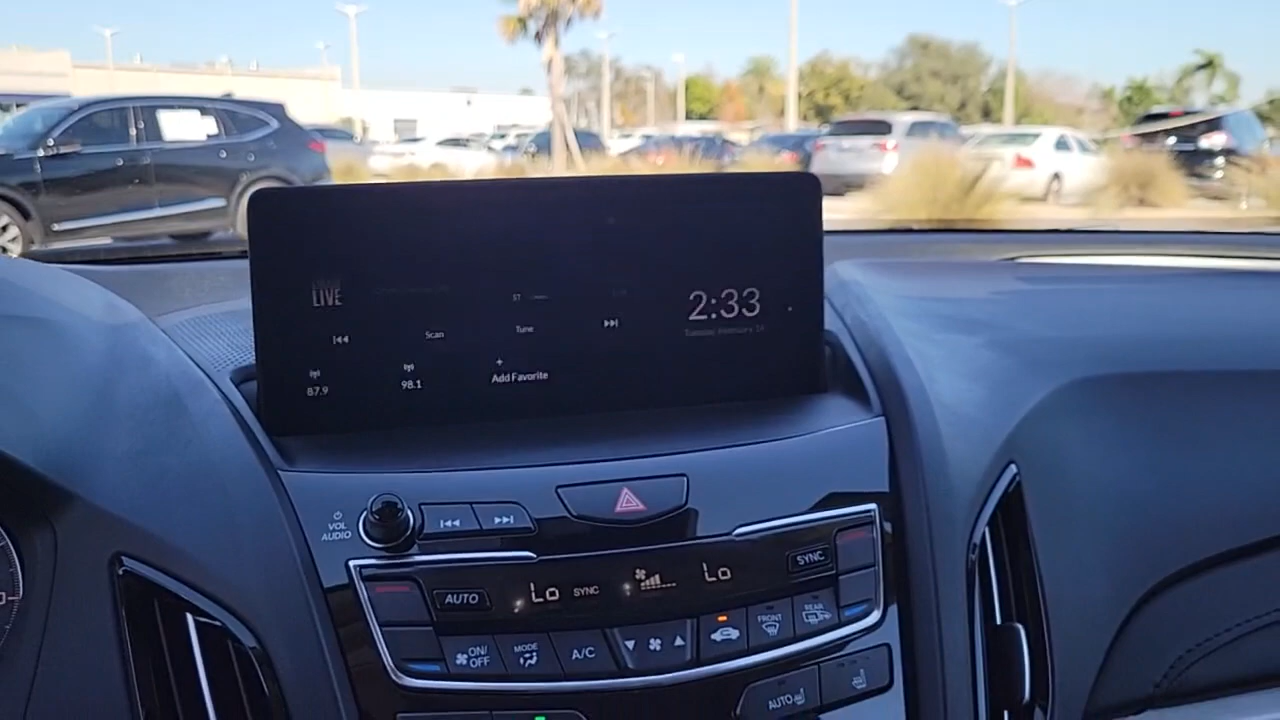 LIVE
ST
2:33
Scan
Tune
87.9
98.1
+
Add Favorite
VOL
AUDIO
AUTO
Lo
SYNC
Lo
SYNC
ON/
OFF
MODE
A/C
FRONT
REAR
AUTO